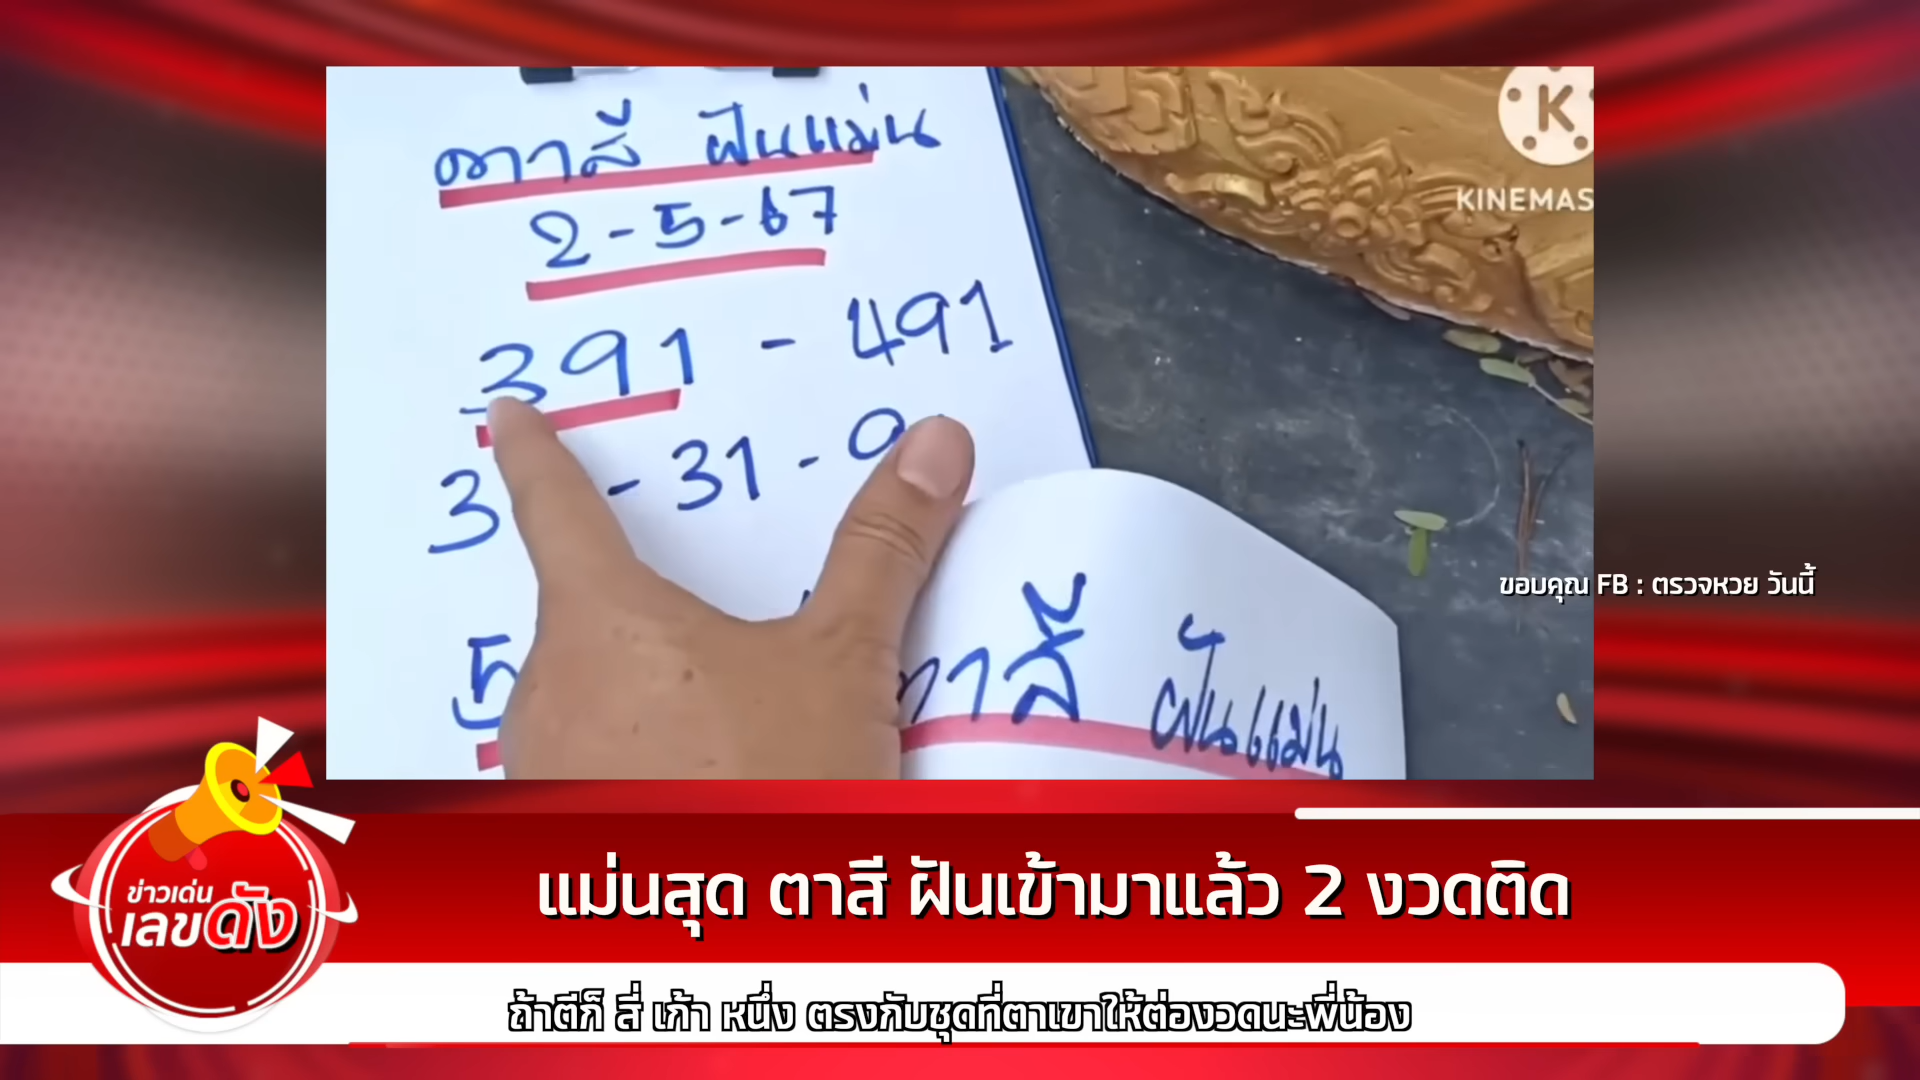 ตาาสี ฝันแม่น
2-5-67
391 - 491
3 - 31 - 9
5
าาสี ฝันแม่น
K
KINEMAS
ขอบคุณ FB : ตรวจหวย วันนี้
ข่าวเด่น
เลขดัง
แม่นสุด ตาสี ฝันเข้ามาแล้ว 2 งวดติด
ถ้าตีก็ สี่ เก้า หนึ่ง ตรงกับชุดที่ตาเขาให้ต่องวดนะพี่น้อง